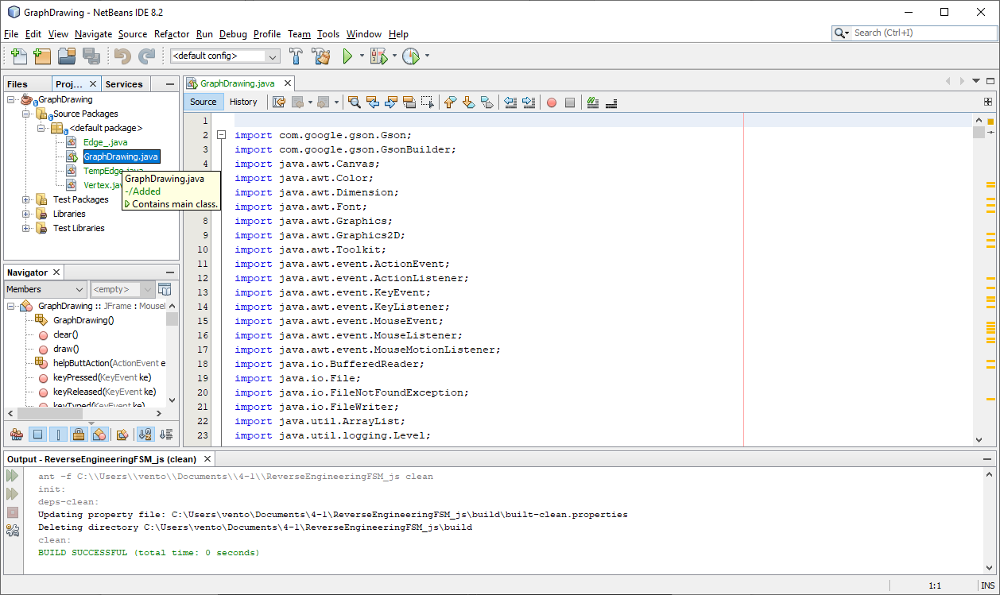 GraphDrawing - NetBeans IDE 8.2
File Edit View Navigate Source Refactor Run Debug Profile Team Tools Window Help
Search (Ctrl+I)
<default config>
Files Proj... Services
GraphDrawing
Source Packages
<default package>
Edge_.java
GraphDrawing.java
TempEdge.java
Vertex.jav
Test Packages
Libraries
Test Libraries
GraphDrawing.java
-/Added
Contains main class.
Navigator
Members <empty>
GraphDrawing :: JFrame : Mouse
GraphDrawing()
clear()
draw()
helpButtAction(ActionEvent e
keyPressed(KeyEvent ke)
keyReleased(KeyEvent ke)
keyTyped(KeyEvent ke)
GraphDrawing.java
Source History
1
2 import com.google.gson.Gson;
3 import com.google.gson.GsonBuilder;
4 import java.awt.Canvas;
import java.awt.Color;
import java.awt.Dimension;
import java.awt.Font;
8 import java.awt.Graphics;
9 import java.awt.Graphics2D;
10 import java.awt.Toolkit;
11 import java.awt.event.ActionEvent;
12 import java.awt.event.ActionListener;
13 import java.awt.event.KeyEvent;
14 import java.awt.event.KeyListener;
15 import java.awt.event.MouseEvent;
16 import java.awt.event.MouseListener;
17 import java.awt.event.MouseMotionListener;
18 import java.io.BufferedReader;
19 import java.io.File;
20 import java.io.FileNotFoundException;
21 import java.io.FileWriter;
22 import java.util.ArrayList;
23 import java.util.logging.Level;
Output - ReverseEngineeringFSM_js (clean)
ant -f C:\\Users\\vento\\Documents\\4-1\\ReverseEngineeringFSM_js clean
init:
deps-clean:
Updating property file: C:\Users\vento\Documents\4-1\ReverseEngineeringFSM_js\build\built-clean.properties
Deleting directory C:\Users\vento\Documents\4-1\ReverseEngineeringFSM_js\build
clean:
BUILD SUCCESSFUL (total time: 0 seconds)
1:1 INS